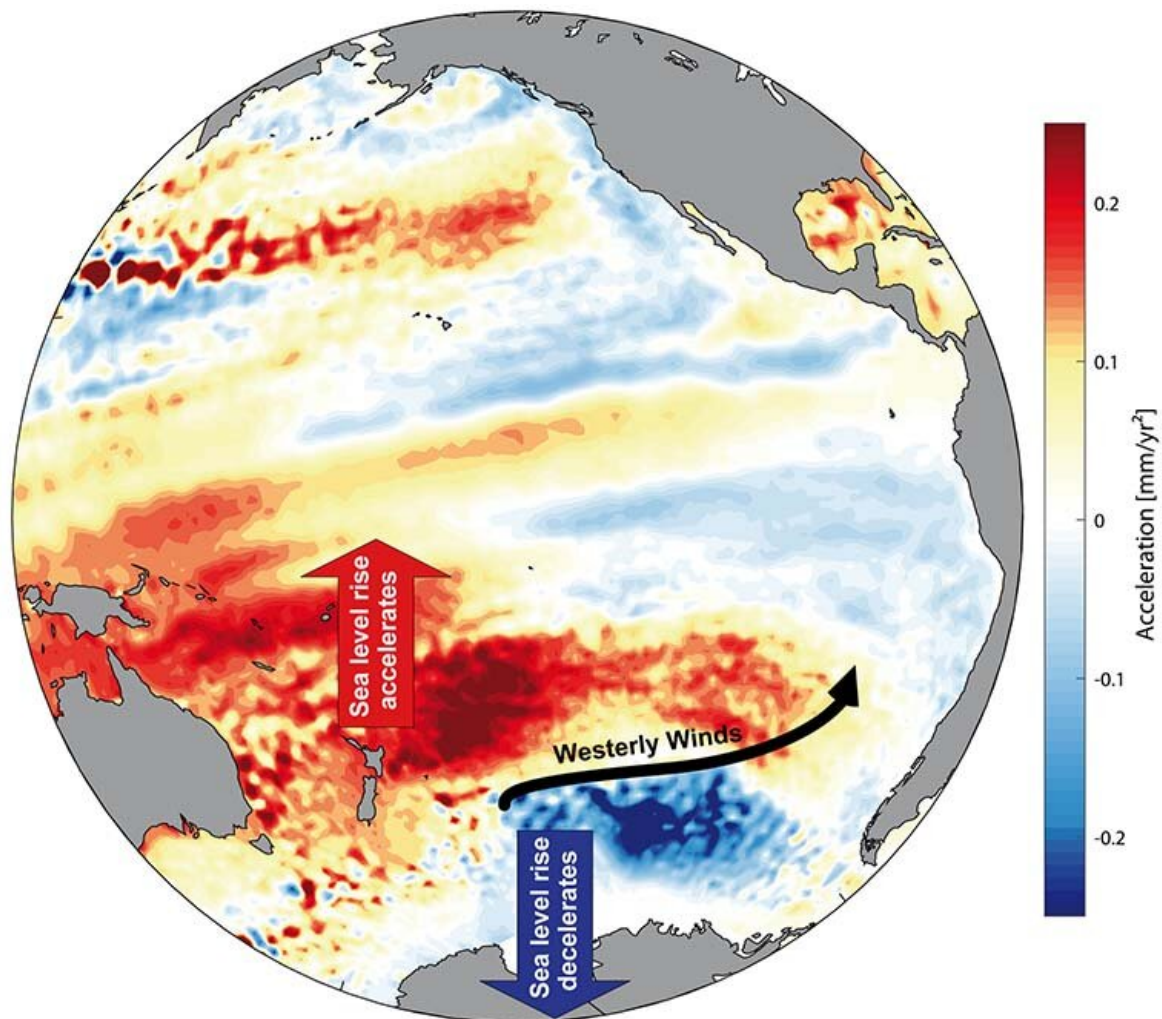 Sea level rise
accelerates
Westerly Winds
Sea level rise
decelerates
0.2
0.1
0
-0.1
-0.2
Acceleration [mm/yr²]